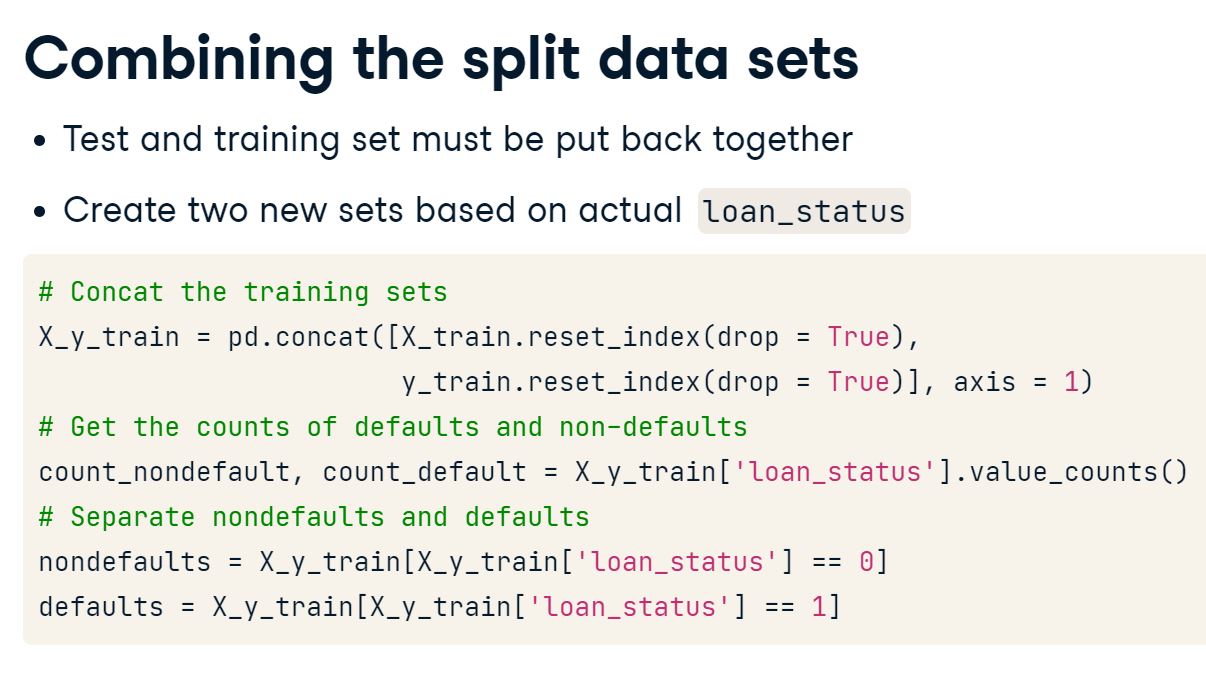 Combining the split data sets
• Test and training set must be put back together
• Create two new sets based on actual loan_status
# Concat the training sets
X_y_train = pd.concat([X_train.reset_index(drop = True),
                       y_train.reset_index(drop = True)], axis = 1)
# Get the counts of defaults and non-defaults
count_nondefault, count_default = X_y_train['loan_status'].value_counts()
# Separate nondefaults and defaults
nondefaults = X_y_train[X_y_train['loan_status'] == 0]
defaults = X_y_train[X_y_train['loan_status'] == 1]